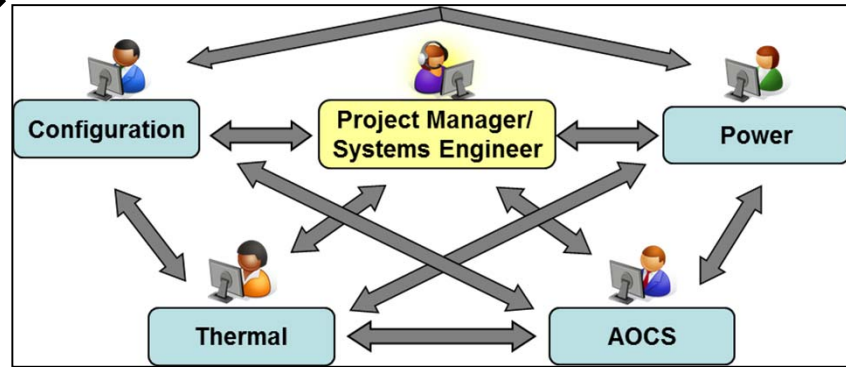 Configuration
Project Manager/
Systems Engineer
Power
Thermal
AOCS